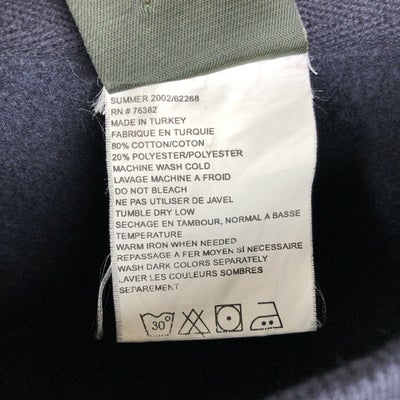 SUMMER 2002/62268
RN # 76382
MADE IN TURKEY
FABRIQUE EN TURQUIE
80% COTTON/COTON
20% POLYESTER/POLYESTER
MACHINE WASH COLD
LAVAGE MACHINE A FROID
DO NOT BLEACH
NE PAS UTILISER DE JAVEL
TUMBLE DRY LOW
SECHAGE EN TAMBOUR, NORMAL A BASSE
TEMPERATURE
WARM IRON WHEN NEEDED
REPASSAGE A FER MOYEN SI NECESSAIRE
WASH DARK COLORS SEPARATELY
LAVER LES COULEURS SOMBRES
SEPAREMENT.
30°